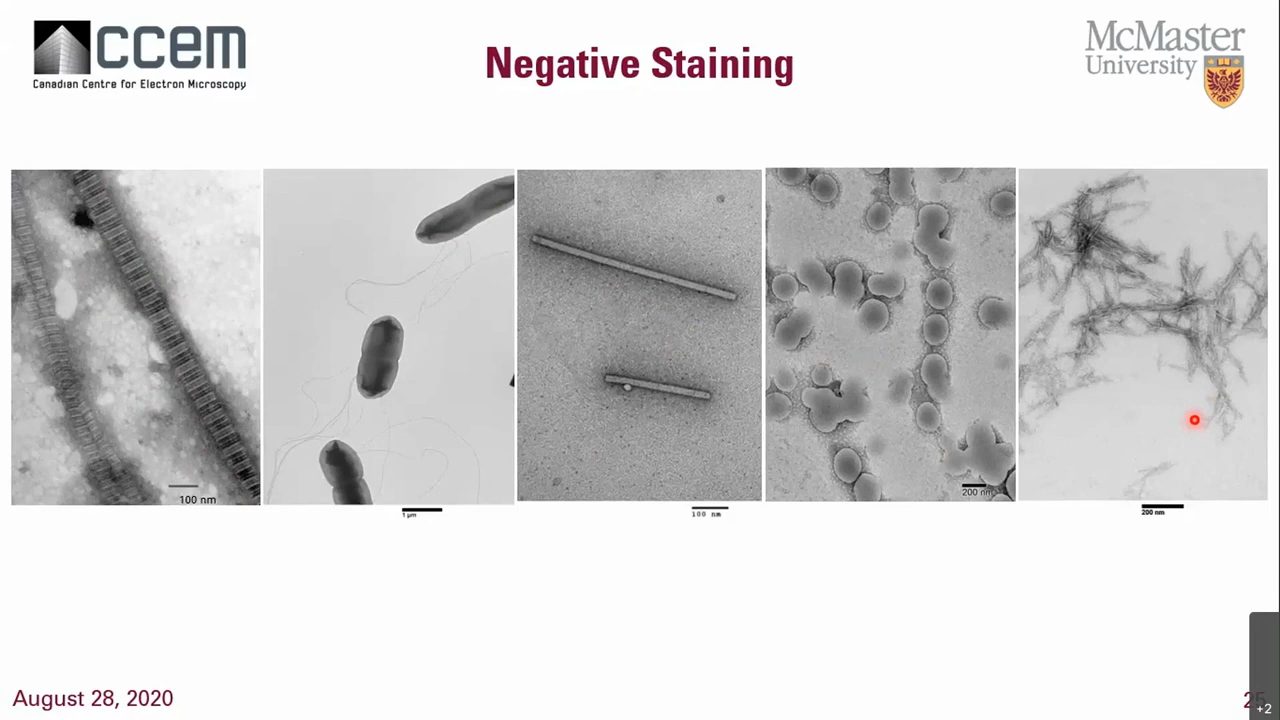 ccem
Canadian Centre for Electron Microscopy
Negative Staining
McMaster
University
100 nm
1 µm
100 nm
200 nm
200 nm
August 28, 2020
+2